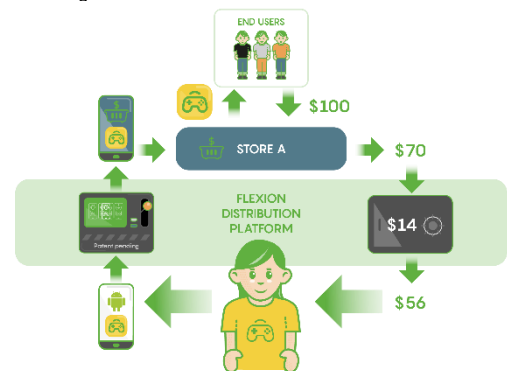 END USERS
$100
$
STORE A
$70
$
FLEXION
DISTRIBUTION
PLATFORM
$14
Patent pending
$56